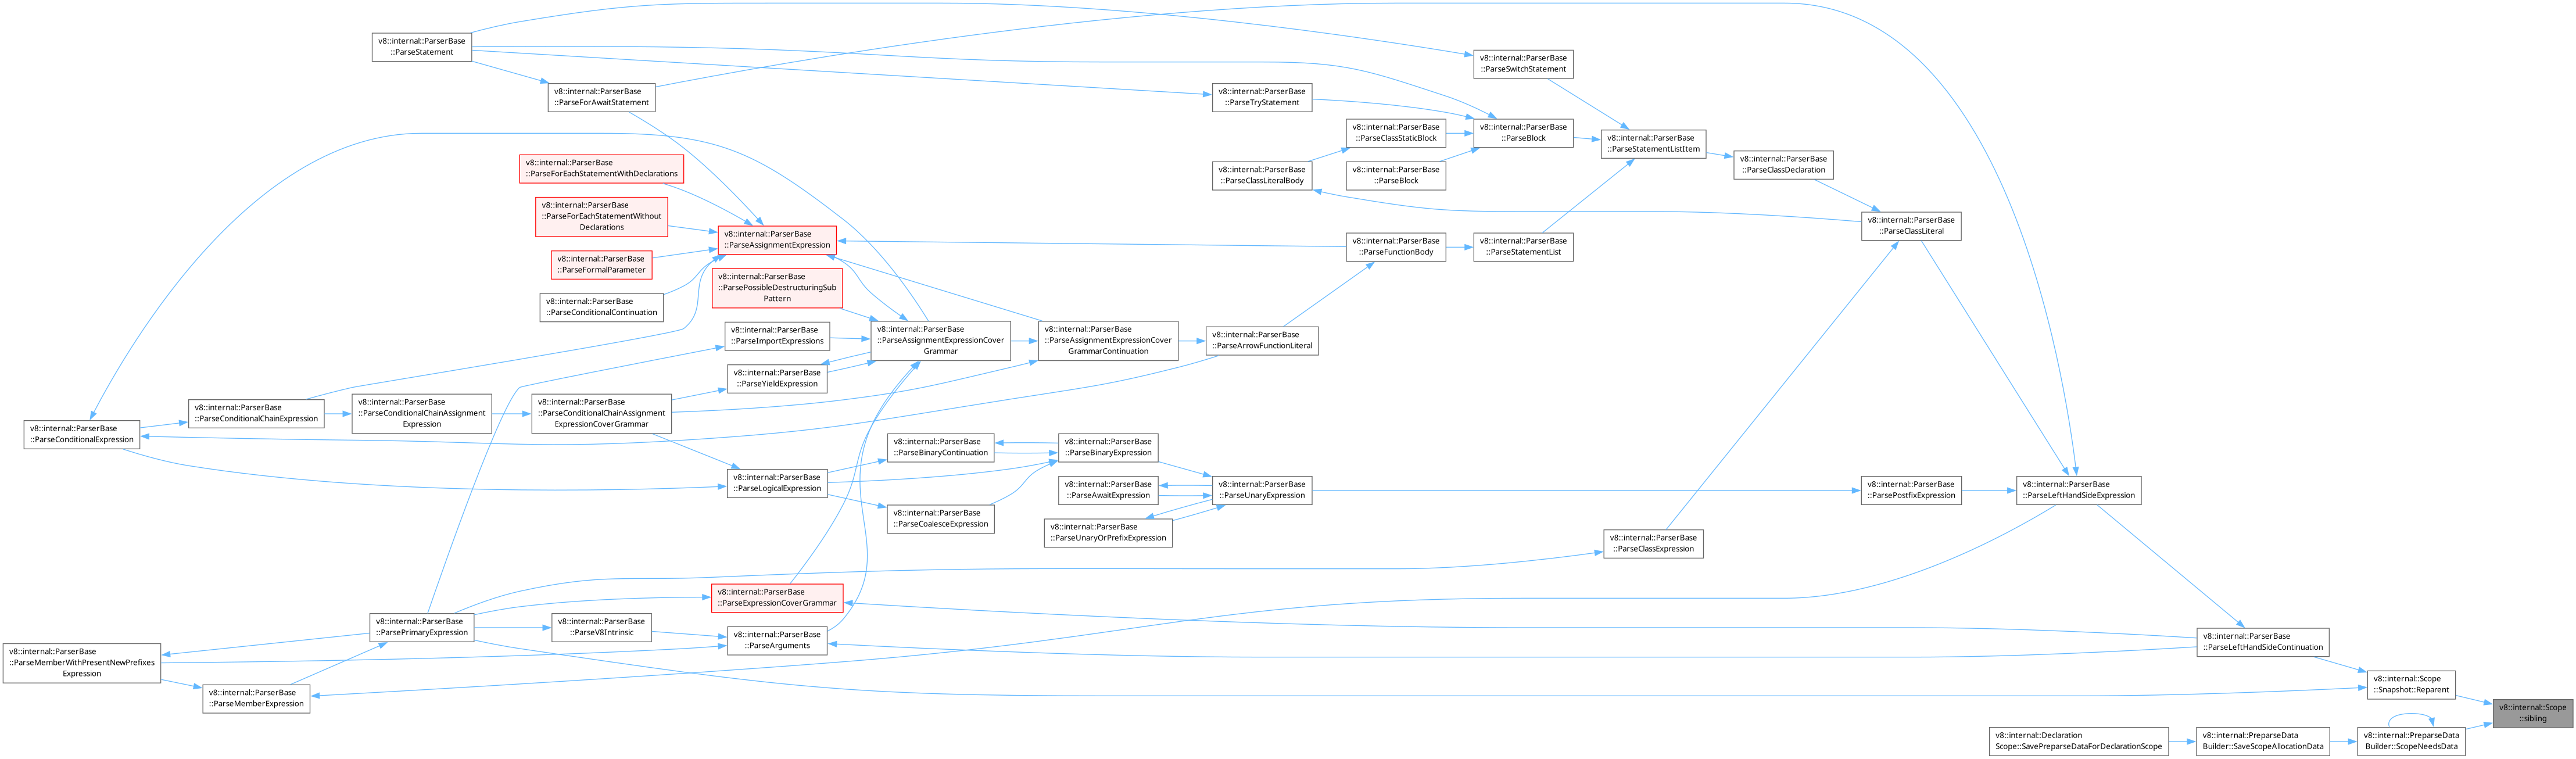 v8::internal::ParserBase
::ParseStatement
v8::internal::ParserBase
::ParseForAwaitStatement
v8::internal::ParserBase
::ParseSwitchStatement
v8::internal::ParserBase
::ParseTryStatement
v8::internal::ParserBase
::ParseClassStaticBlock
v8::internal::ParserBase
::ParseBlock
v8::internal::ParserBase
::ParseStatementListItem
v8::internal::ParserBase
::ParseClassDeclaration
v8::internal::ParserBase
::ParseForEachStatementWithDeclarations
v8::internal::ParserBase
::ParseClassLiteralBody
v8::internal::ParserBase
::ParseBlock
v8::internal::ParserBase
::ParseForEachStatementWithout
Declarations
v8::internal::ParserBase
::ParseClassLiteral
v8::internal::ParserBase
::ParseAssignmentExpression
v8::internal::ParserBase
::ParseFunctionBody
v8::internal::ParserBase
::ParseStatementList
v8::internal::ParserBase
::ParseFormalParameter
v8::internal::ParserBase
::ParsePossibleDestructuringSub
Pattern
v8::internal::ParserBase
::ParseConditionalContinuation
v8::internal::ParserBase
::ParseImportExpressions
v8::internal::ParserBase
::ParseAssignmentExpressionCover
Grammar
v8::internal::ParserBase
::ParseAssignmentExpressionCover
GrammarContinuation
v8::internal::ParserBase
::ParseArrowFunctionLiteral
v8::internal::ParserBase
::ParseYieldExpression
v8::internal::ParserBase
::ParseConditionalExpression
v8::internal::ParserBase
::ParseConditionalChainExpression
v8::internal::ParserBase
::ParseConditionalChainAssignment
Expression
v8::internal::ParserBase
::ParseConditionalChainAssignment
ExpressionCoverGrammar
v8::internal::ParserBase
::ParseBinaryContinuation
v8::internal::ParserBase
::ParseBinaryExpression
v8::internal::ParserBase
::ParseLogicalExpression
v8::internal::ParserBase
::ParseAwaitExpression
v8::internal::ParserBase
::ParseUnaryExpression
v8::internal::ParserBase
::ParsePostfixExpression
v8::internal::ParserBase
::ParseLeftHandSideExpression
v8::internal::ParserBase
::ParseCoalesceExpression
v8::internal::ParserBase
::ParseUnaryOrPrefixExpression
v8::internal::ParserBase
::ParseClassExpression
v8::internal::ParserBase
::ParseExpressionCoverGrammar
v8::internal::ParserBase
::ParsePrimaryExpression
v8::internal::ParserBase
::ParseV8Intrinsic
v8::internal::ParserBase
::ParseArguments
v8::internal::ParserBase
::ParseLeftHandSideContinuation
v8::internal::ParserBase
::ParseMemberWithPresentNewPrefixes
Expression
v8::internal::ParserBase
::ParseMemberExpression
v8::internal::Scope
::Snapshot::Reparent
v8::internal::Scope
::sibling
v8::internal::Declaration
Scope::SavePreparseDataForDeclarationScope
v8::internal::PreparseData
Builder::SaveScopeAllocationData
v8::internal::PreparseData
Builder::ScopeNeedsData